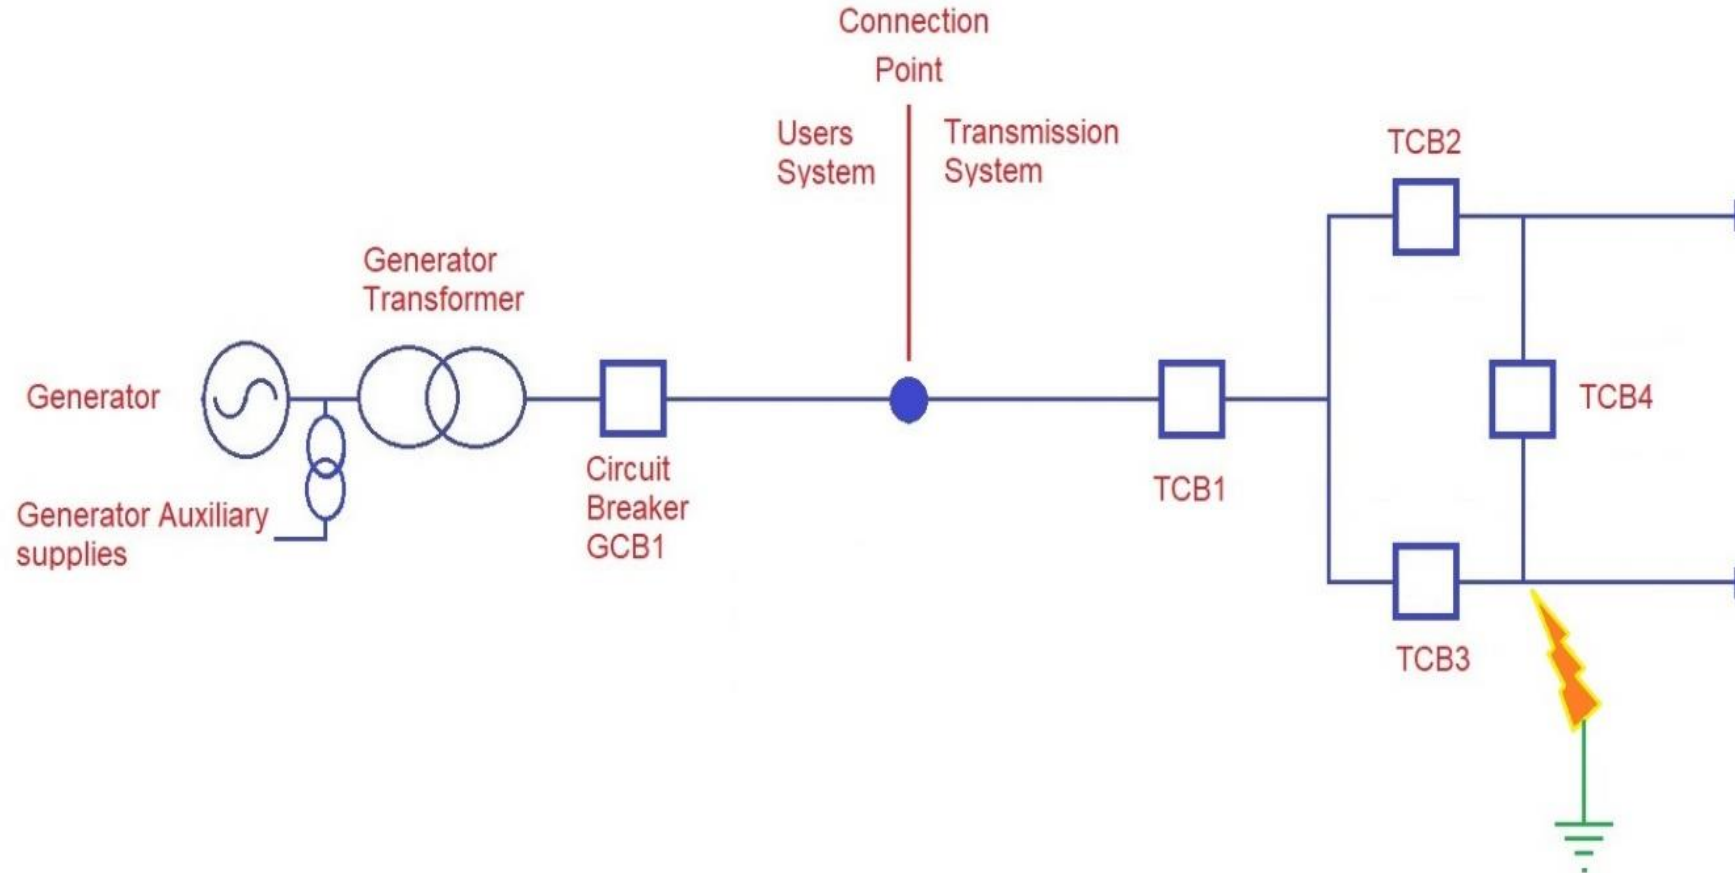 Connection
Point
Users
System
Transmission
System
TCB2
Generator
Transformer
Generator
TCB4
Circuit
Breaker
GCB1
TCB1
Generator Auxiliary
supplies
TCB3